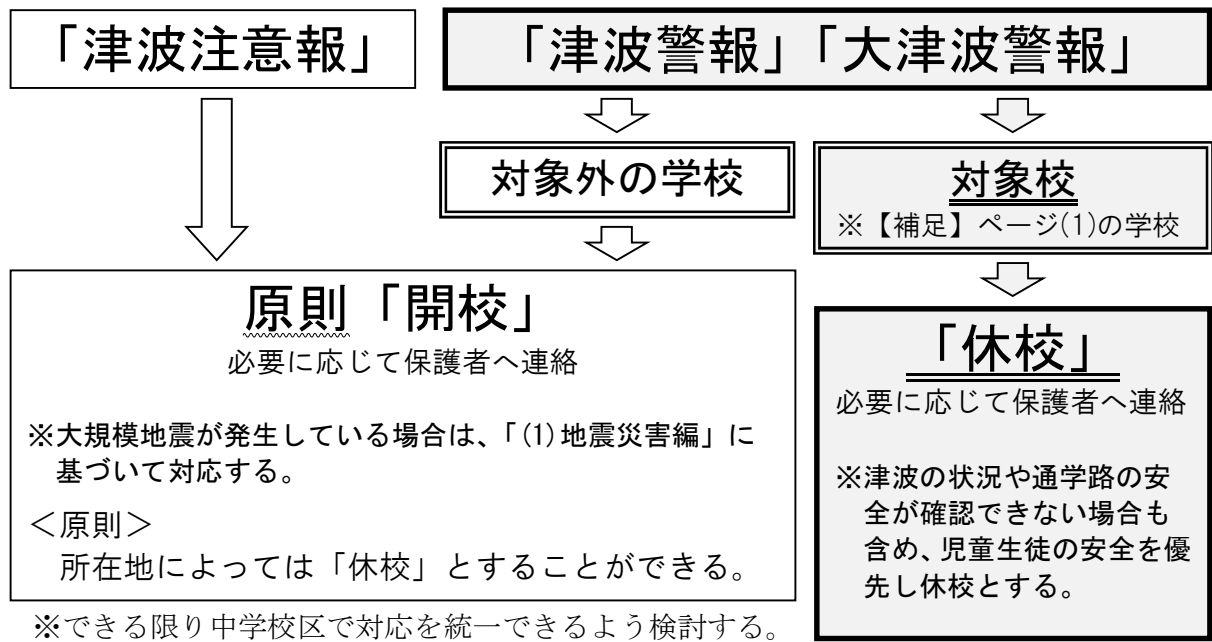 「津波注意報」
「津波警報」「大津波警報」
対象外の学校
対象校
※【補足】ページ(1)の学校
原則「開校」
必要に応じて保護者へ連絡
※大規模地震が発生している場合は、「(1)地震災害編」に
基づいて対応する。
＜原則＞
所在地によっては「休校」とすることができる。
「休校」
必要に応じて保護者へ連絡
※津波の状況や通学路の安
全が確認できない場合も
含め、児童生徒の安全を優
先し休校とする。
※できる限り中学校区で対応を統一できるよう検討する。